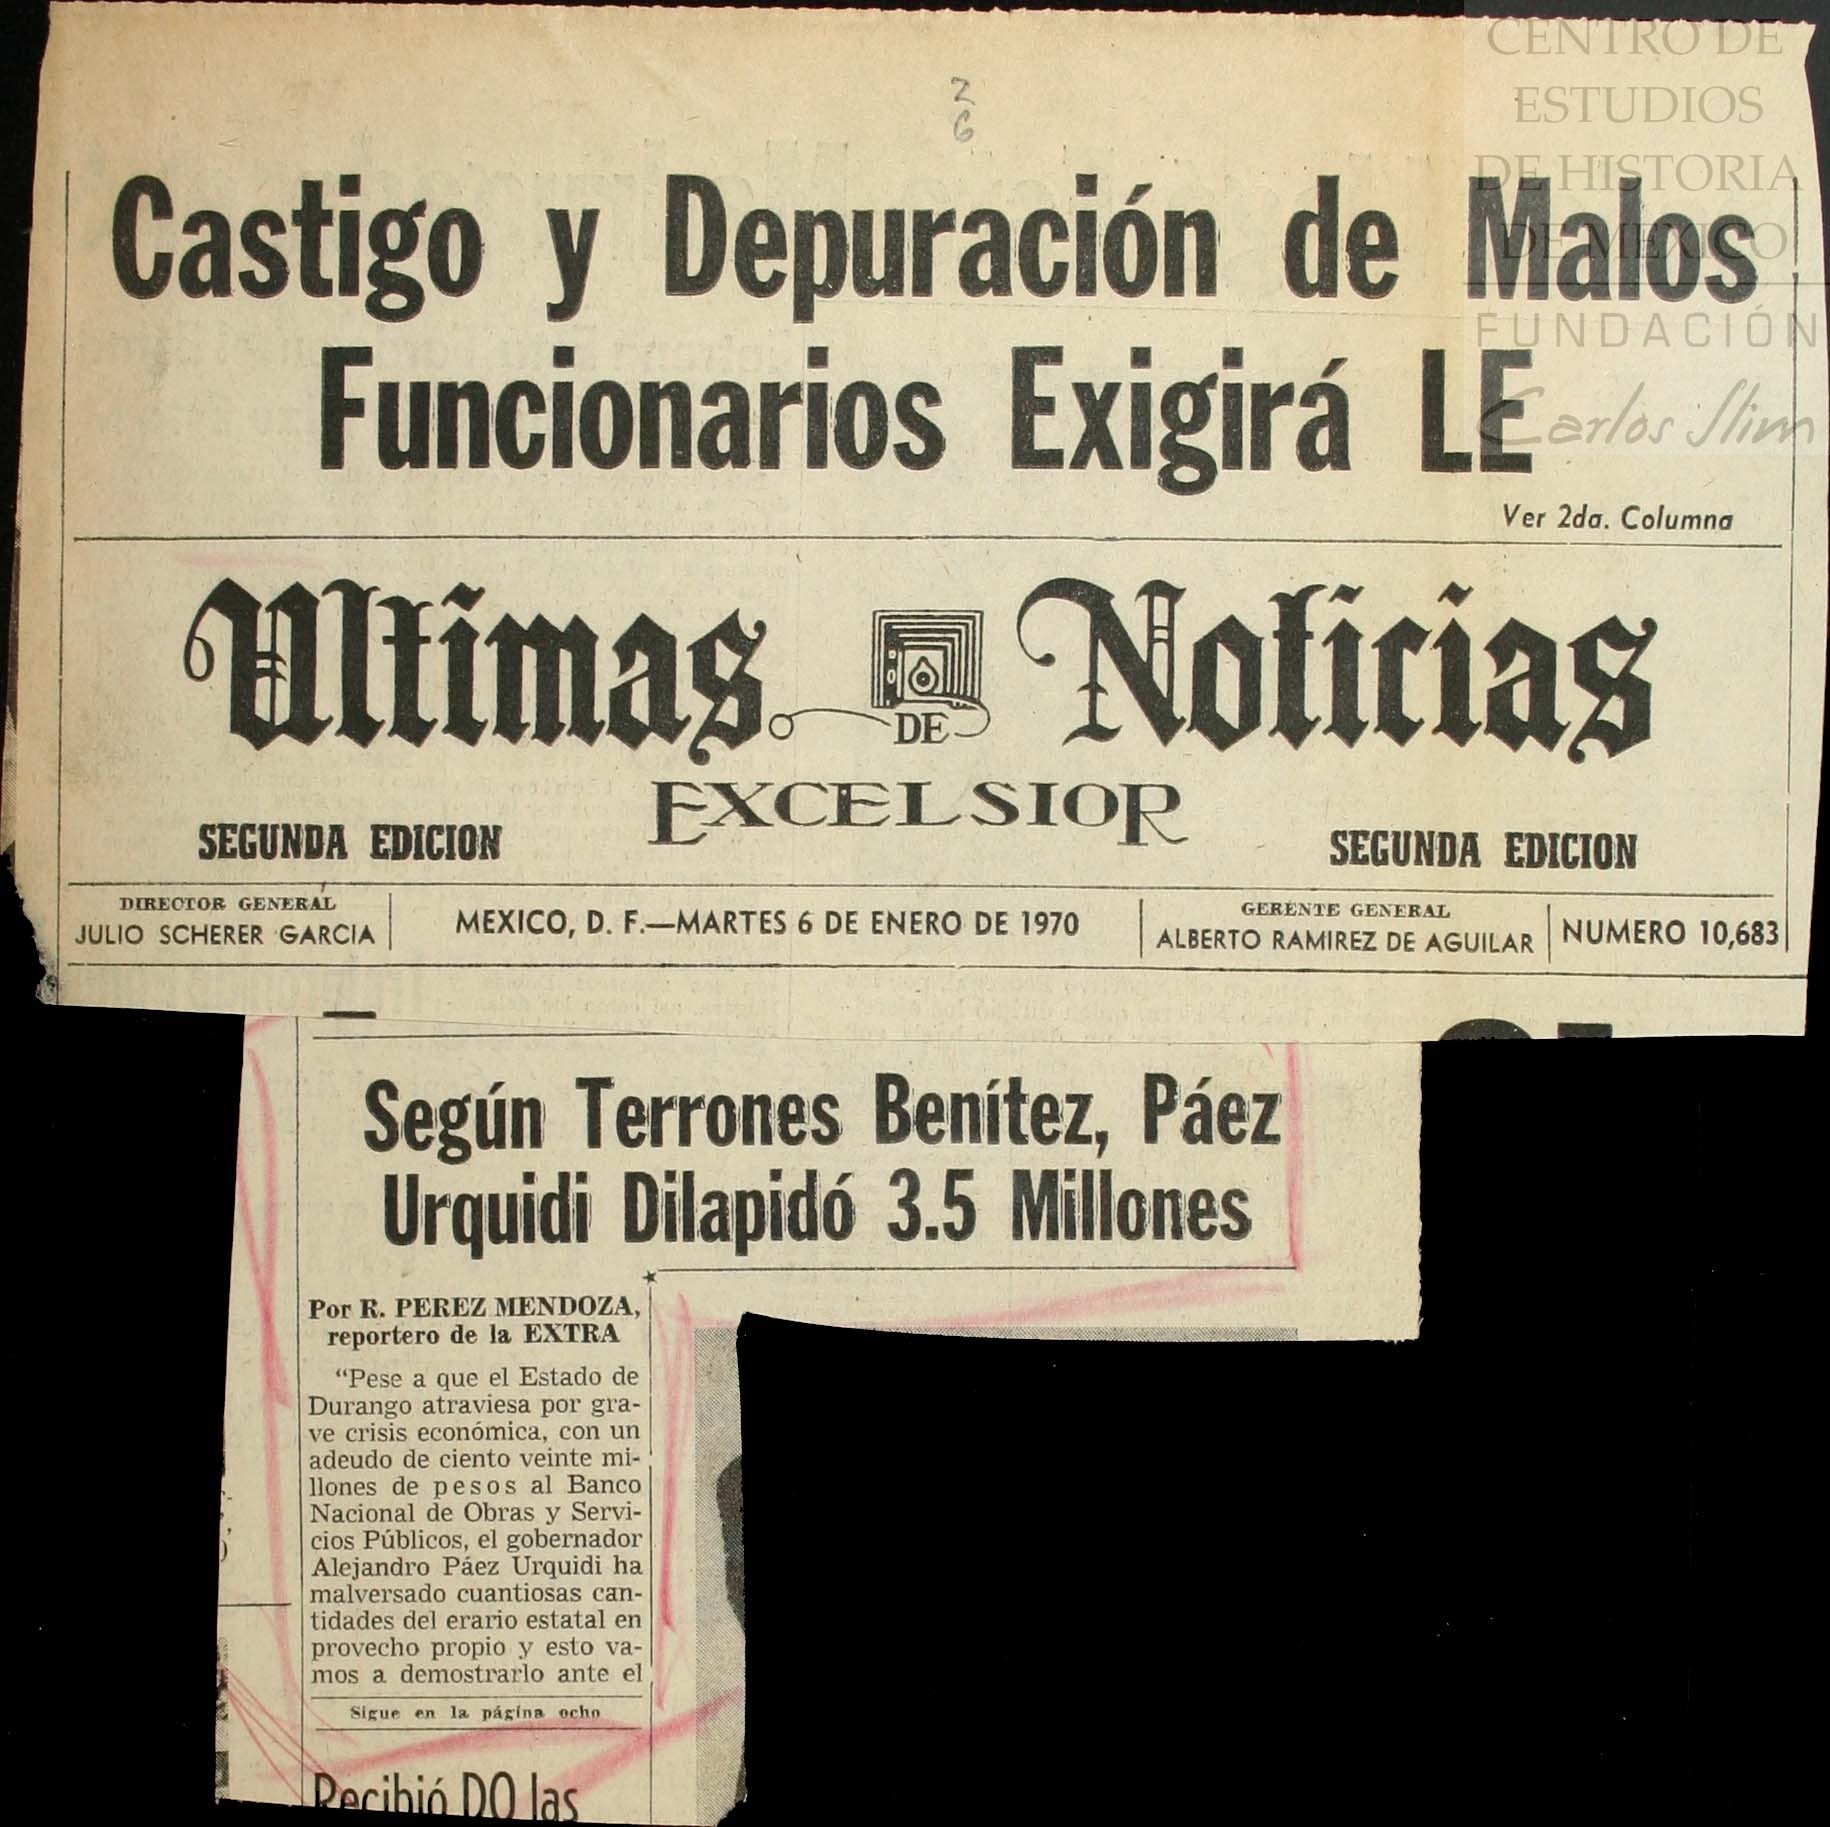 CENTRO DE
ESTUDIOS
DE HISTORIA
DE MEXICO
FUNDACIÓN
Carlos Slim
2
6
Castigo y Depuración de Malos
Funcionarios Exigirá LE
Ver 2da. Columna
Ultimas Noticias
DE
EXCELSIOR
SEGUNDA EDICION
SEGUNDA EDICION
DIRECTOR GENERAL
JULIO SCHERER GARCIA
MEXICO, D. F.—MARTES 6 DE ENERO DE 1970
GERENTE GENERAL
ALBERTO RAMIREZ DE AGUILAR
NUMERO 10,683
Según Terrones Benítez, Páez
Urquidi Dilapidó 3.5 Millones
Por R. PEREZ MENDOZA,
reportero de la EXTRA
“Pese a que el Estado de
Durango atraviesa por gra-
ve crisis económica, con un
adeudo de ciento veinte mi-
llones de pesos al Banco
Nacional de Obras y Servi-
cios Públicos, el gobernador
Alejandro Páez Urquidi ha
malversado cuantiosas can-
tidades del erario estatal en
provecho propio y esto va-
mos a demostrarlo ante el
Sigue en la página ocho
Recibió DO las